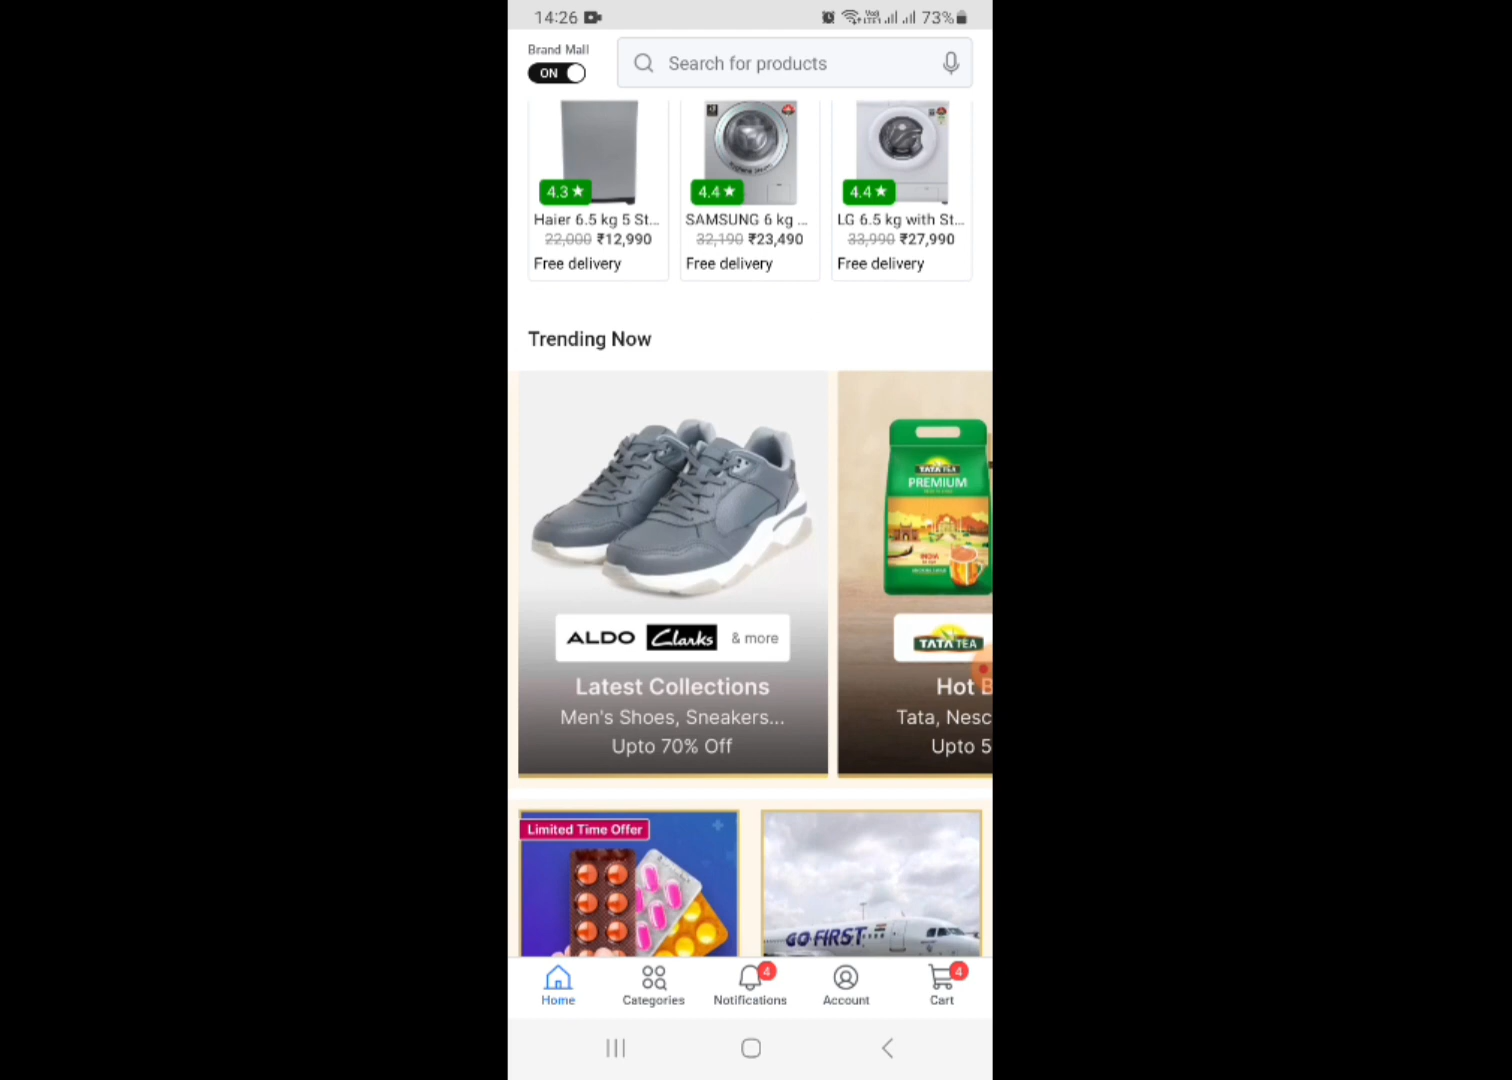 14:26
73%
Brand Mall
ON
Search for products
4.3★
4.4★
4.4★
Haier 6.5 kg 5 St...
SAMSUNG 6 kg ...
LG 6.5 kg with St...
22,000 ₹12,990
32,190 ₹23,490
33,990 ₹27,990
Free delivery
Free delivery
Free delivery
Trending Now
TATA TEA
PREMIUM
INDIA
ALDO Clarks & more
TATA TEA
Latest Collections
Hot B
Men's Shoes, Sneakers...
Tata, Nesc
Upto 70% Off
Upto 5
Limited Time Offer
GO FIRST
4
4
Home
Categories
Notifications
Account
Cart